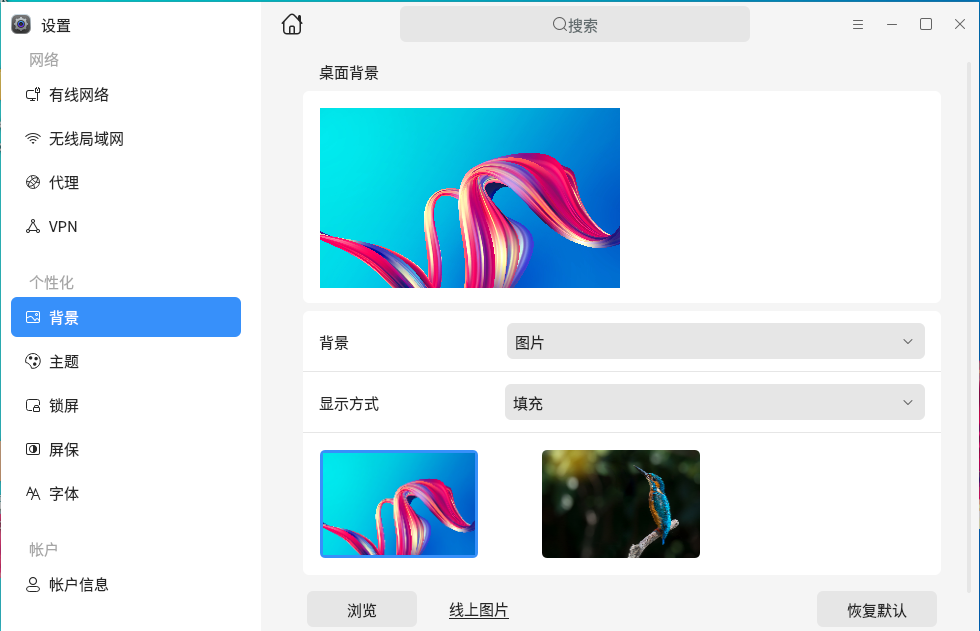 设置
搜索
网络
有线网络
无线局域网
代理
VPN
个性化
背景
主题
锁屏
屏保
字体
帐户
帐户信息
桌面背景
背景
图片
显示方式
填充
浏览
线上图片
恢复默认